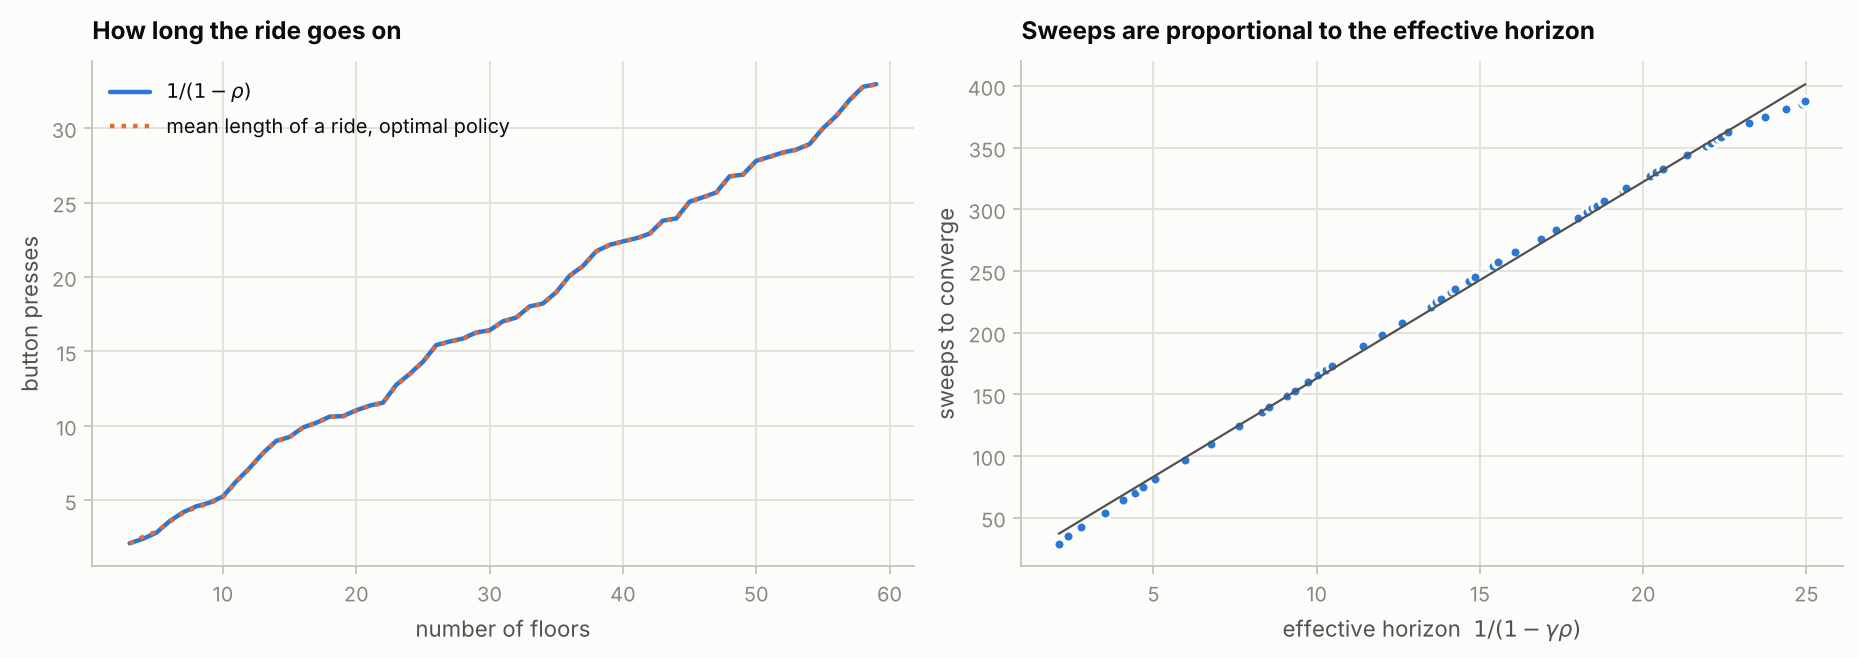 How long the ride goes on
1/(1 − ρ)
mean length of a ride, optimal policy
30
25
20
15
10
5
button presses
10 20 30 40 50 60
number of floors
Sweeps are proportional to the effective horizon
400
350
300
250
200
150
100
50
sweeps to converge
5 10 15 20 25
effective horizon 1/(1 − γρ)